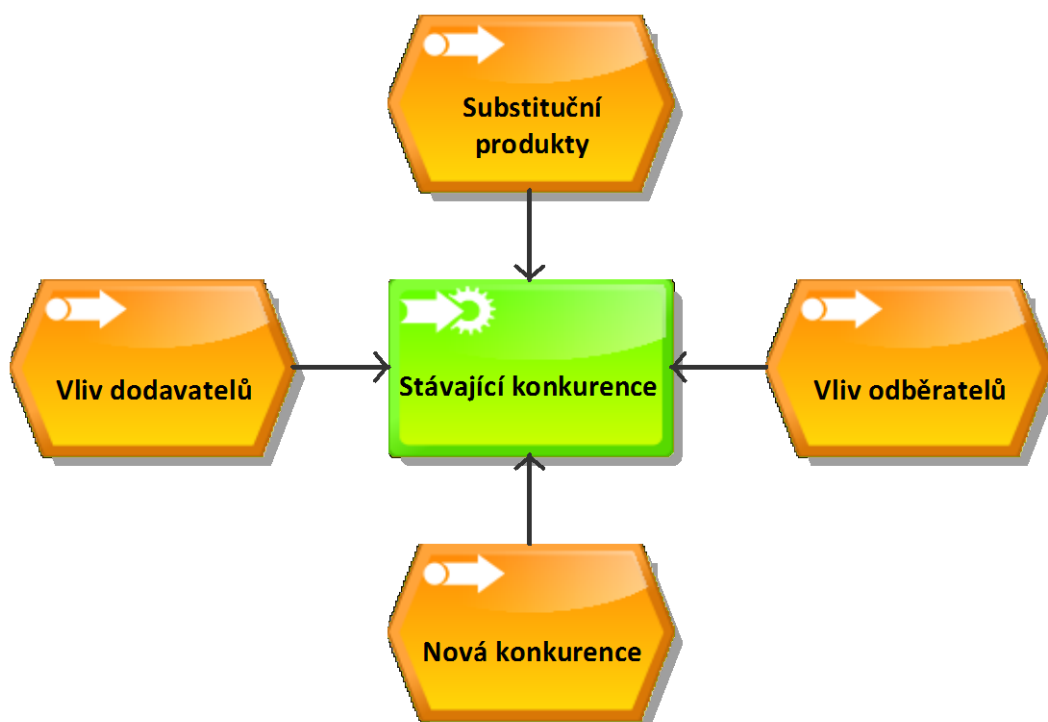 Substituční
produkty
Vliv dodavatelů
Stávající konkurence
Vliv odběratelů
Nová konkurence